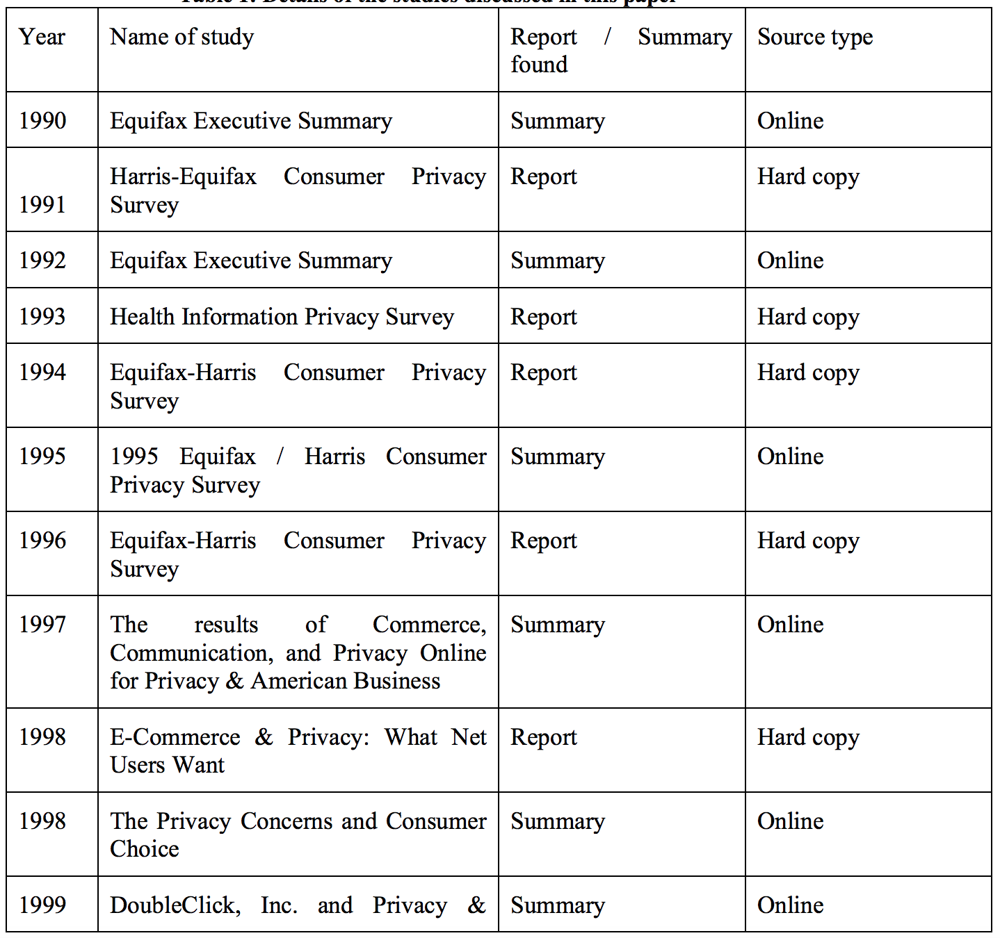 Table 1: Details of the studies discussed in this paper
Year Name of study Report / Summary Source type
found
1990 Equifax Executive Summary Summary Online
Harris-Equifax Consumer Privacy Report Hard copy
1991 Survey
1992 Equifax Executive Summary Summary Online
1993 Health Information Privacy Survey Report Hard copy
1994 Equifax-Harris Consumer Privacy Report Hard copy
Survey
1995 1995 Equifax / Harris Consumer Summary Online
Privacy Survey
1996 Equifax-Harris Consumer Privacy Report Hard copy
Survey
1997 The results of Commerce, Summary Online
Communication, and Privacy Online
for Privacy & American Business
1998 E-Commerce & Privacy: What Net Report Hard copy
Users Want
1998 The Privacy Concerns and Consumer Summary Online
Choice
1999 DoubleClick, Inc. and Privacy & Summary Online